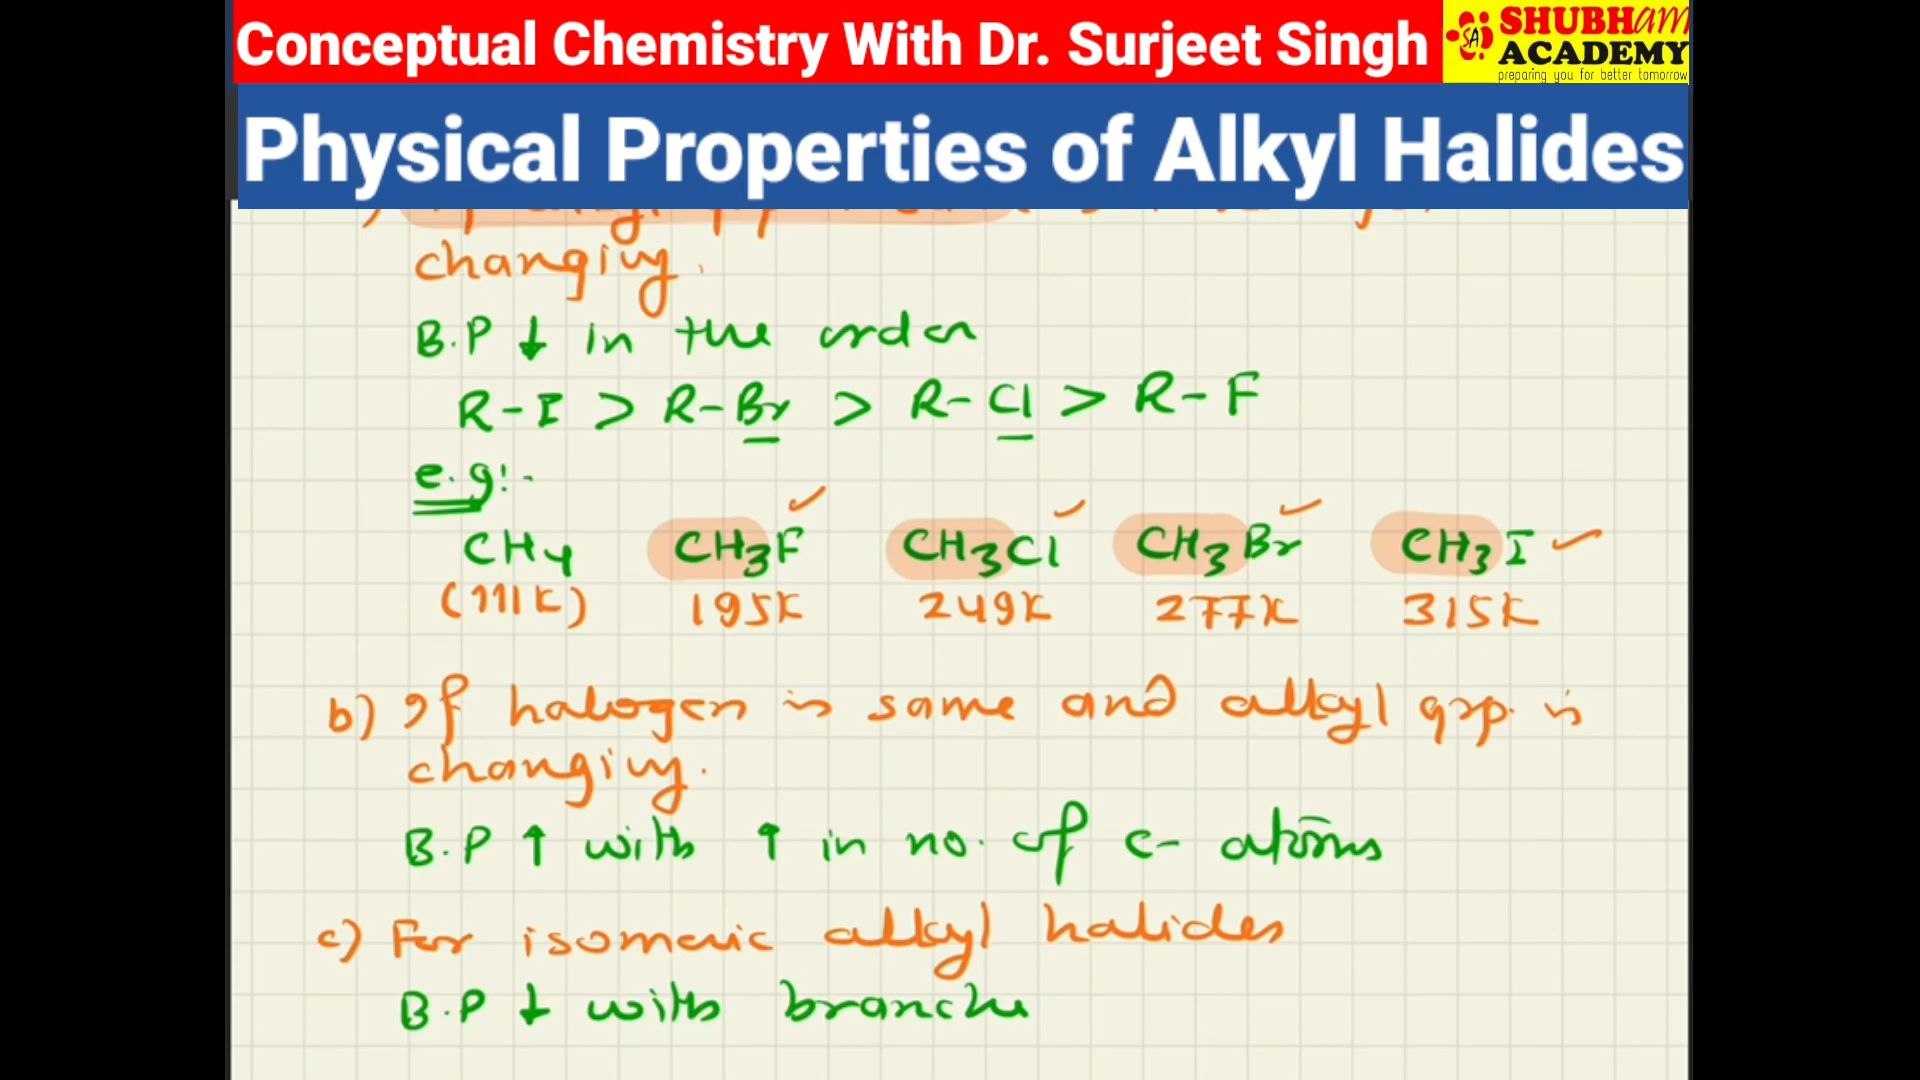 Conceptual Chemistry With Dr. Surjeet Singh
SA
SHUBHam
ACADEMY
preparing you for better tomorrow
Physical Properties of Alkyl Halides
changing.
B.P ↓ in the order
R-I > R-Br > R-Cl > R-F
e.g:-
CH4 CH3F CH3Cl CH3Br CH3I
(111K) 195K 249K 277K 315K
b) If halogen is same and alkyl grp. is
changing.
B.P ↑ with ↑ in no. of c- atoms
c) For isomeric alkyl halides
B.P ↓ with branche